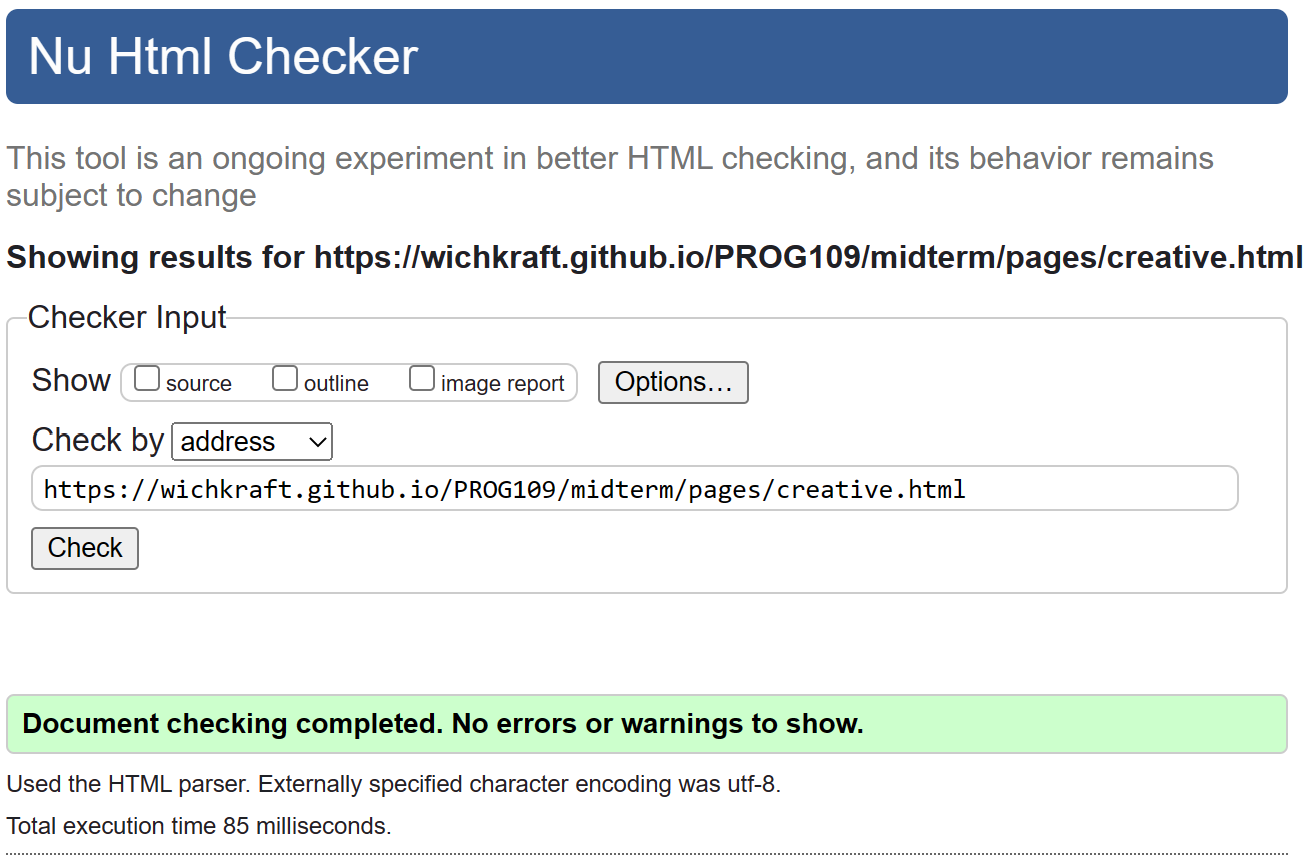 Nu Html Checker
This tool is an ongoing experiment in better HTML checking, and its behavior remains
subject to change
Showing results for https://wichkraft.github.io/PROG109/midterm/pages/creative.html
Checker Input
Show source outline image report Options…
Check by address
https://wichkraft.github.io/PROG109/midterm/pages/creative.html
Check
Document checking completed. No errors or warnings to show.
Used the HTML parser. Externally specified character encoding was utf-8.
Total execution time 85 milliseconds.